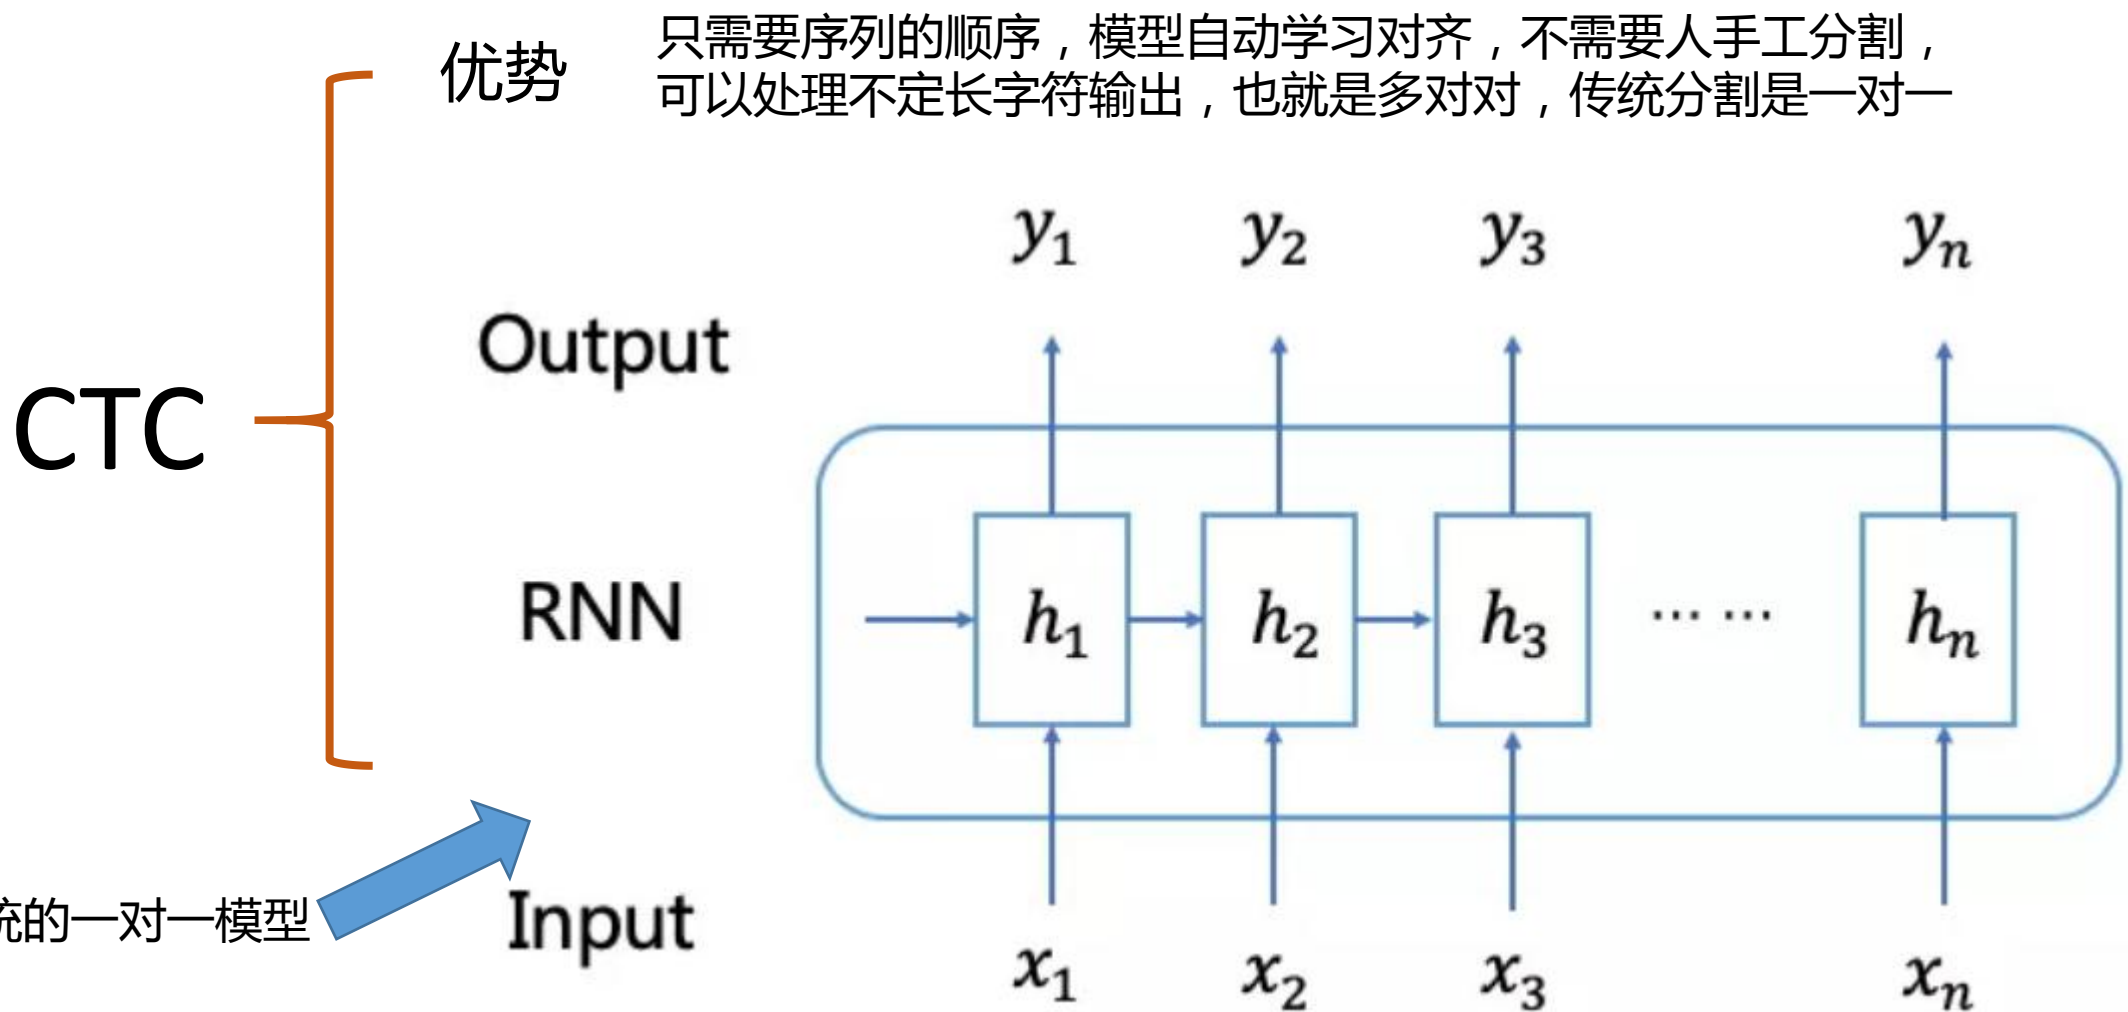 优势
只需要序列的顺序，模型自动学习对齐，不需要人手工分割，
可以处理不定长字符输出，也就是多对对，传统分割是一对一
y₁ y₂ y₃ yₙ
Output
CTC
RNN
h₁ h₂ h₃ …… hₙ
统的一对一模型
Input
x₁ x₂ x₃ xₙ